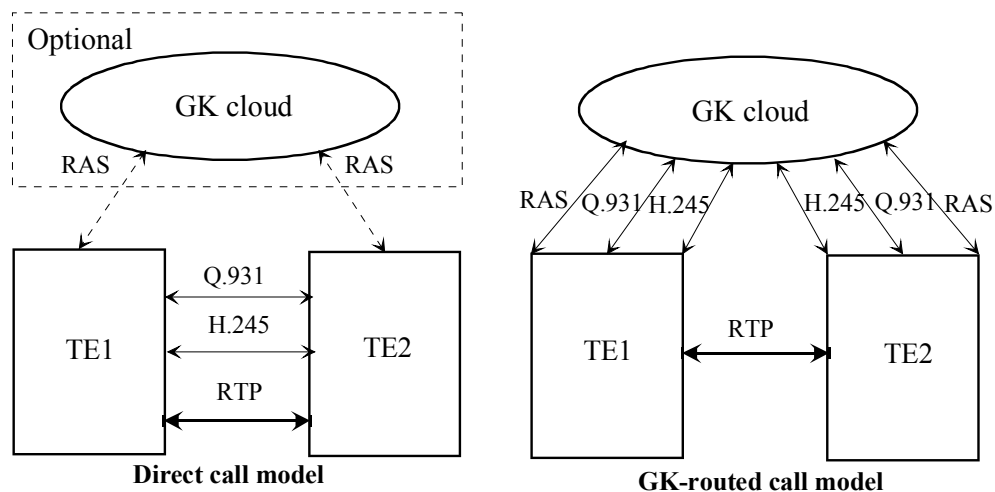 Optional
GK cloud
RAS
RAS
Q.931
H.245
RTP
TE1
TE2
Direct call model
GK cloud
RAS
Q.931
H.245
H.245
Q.931
RAS
RTP
TE1
TE2
GK-routed call model